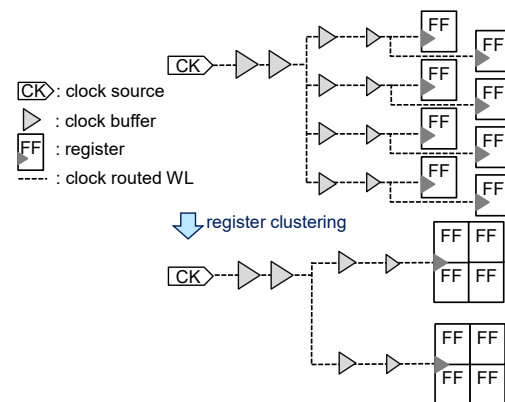 FF
FF
CK
FF
FF
CK : clock source
: clock buffer
FF
FF
FF : register
: clock routed WL
FF
FF
register clustering
FF FF
CK
FF FF
FF FF
FF FF